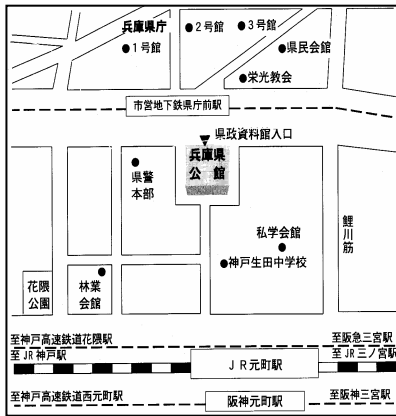 兵庫県庁
1号館
2号館
3号館
県民会館
栄光教会
市営地下鉄県庁前駅
県政資料館入口
兵庫県
公館
県警
本部
私学会館
神戸生田中学校
鯉川筋
花隈
公園
林業
会館
至神戸高速鉄道花隈駅
至阪急三宮駅
至JR神戸駅
JR元町駅
至JR三ノ宮駅
至神戸高速鉄道西元町駅
阪神元町駅
至阪神三宮駅